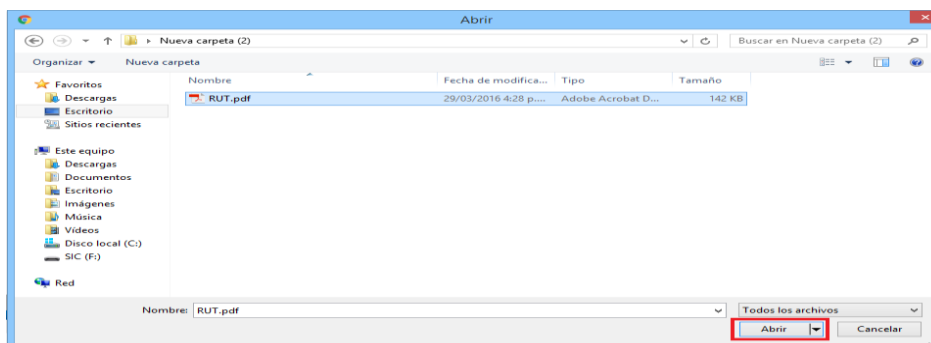 Abrir
Nueva carpeta (2)
Buscar en Nueva carpeta (2)
Organizar
Nueva carpeta
Nombre Fecha de modifica... Tipo Tamaño
RUT.pdf 29/03/2016 4:28 p.... Adobe Acrobat D... 142 KB
Favoritos
Descargas
Escritorio
Sitios recientes
Este equipo
Descargas
Documentos
Escritorio
Imágenes
Música
Vídeos
Disco local (C:)
SIC (F:)
Red
Nombre: RUT.pdf
Todos los archivos
Abrir
Cancelar